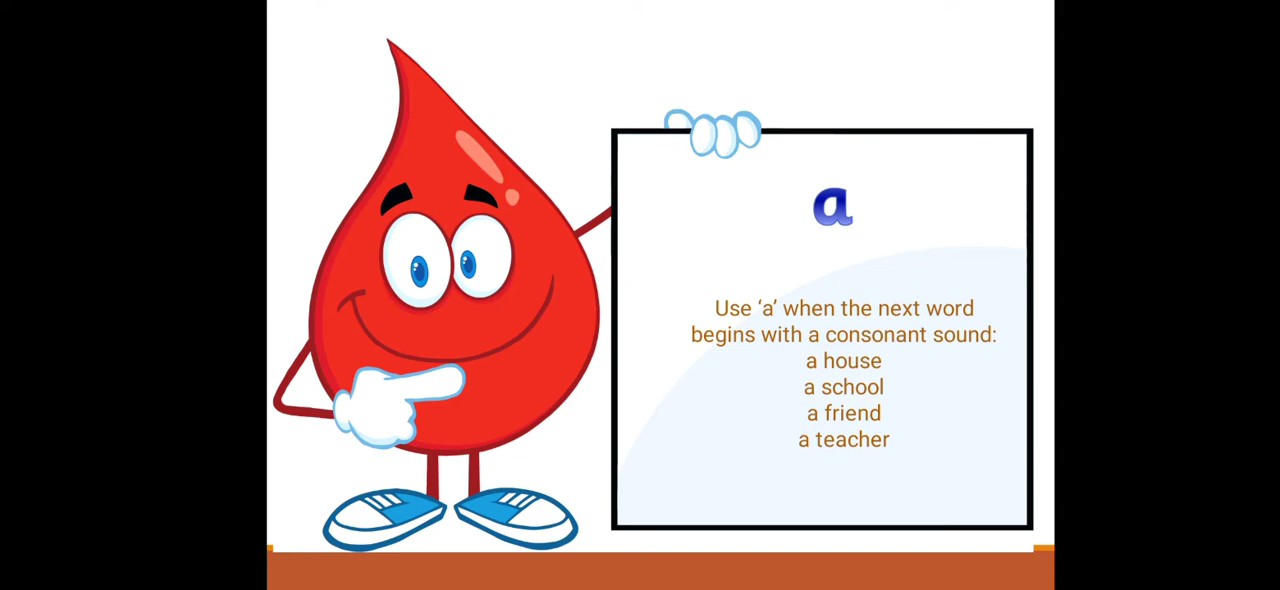 a
Use ‘a’ when the next word
begins with a consonant sound:
a house
a school
a friend
a teacher